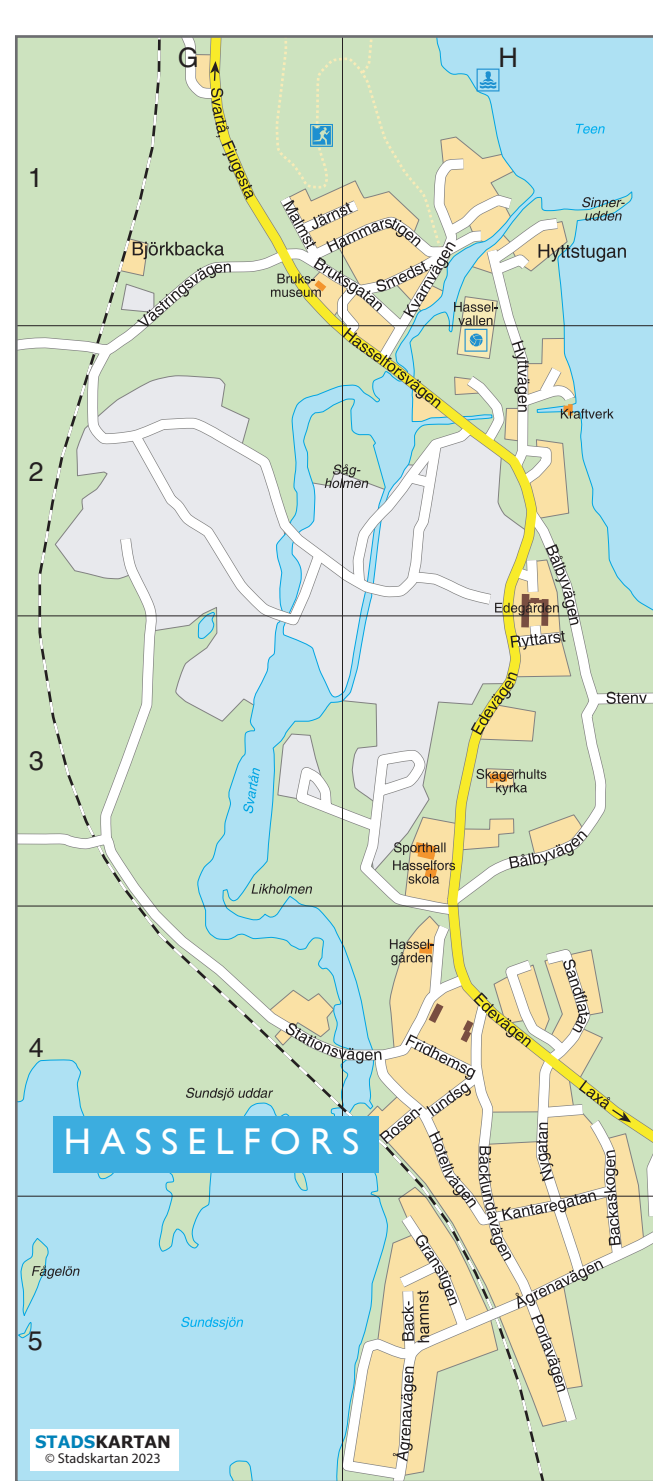 G
H
1
Svartå, Fjugesta
Teen
Sinner-
udden
Malmst
Järnst
Hammarstigen
Björkbacka
Hyttstugan
Västringsvägen
Bruks-
museum
Bruksgatan
Smedst
Kvarnvägen
Hassel-
vallen
Hasselforsvägen
Hyttvägen
Kraftverk
2
Såg-
holmen
Bålbyvägen
Edegården
Ryttarst
Edevägen
Stenv
3
Svartån
Skagerhults
kyrka
Sporthall
Hasselfors
skola
Bålbyvägen
Likholmen
Hassel-
gården
Sandflatan
Edevägen
4
Stationsvägen
Fridhemsg
Laxå
Sundsjö uddar
Rosen-
lundsg
HASSELFORS
Hotellvägen
Bäcklundavägen
Nygatan
Backaskogen
Kantaregatan
Granstigen
Fågelön
Ågrenavägen
Sundssjön
Back-
hamnst
Porlavägen
5
Ågrenavägen
STADSKARTAN
© Stadskartan 2023